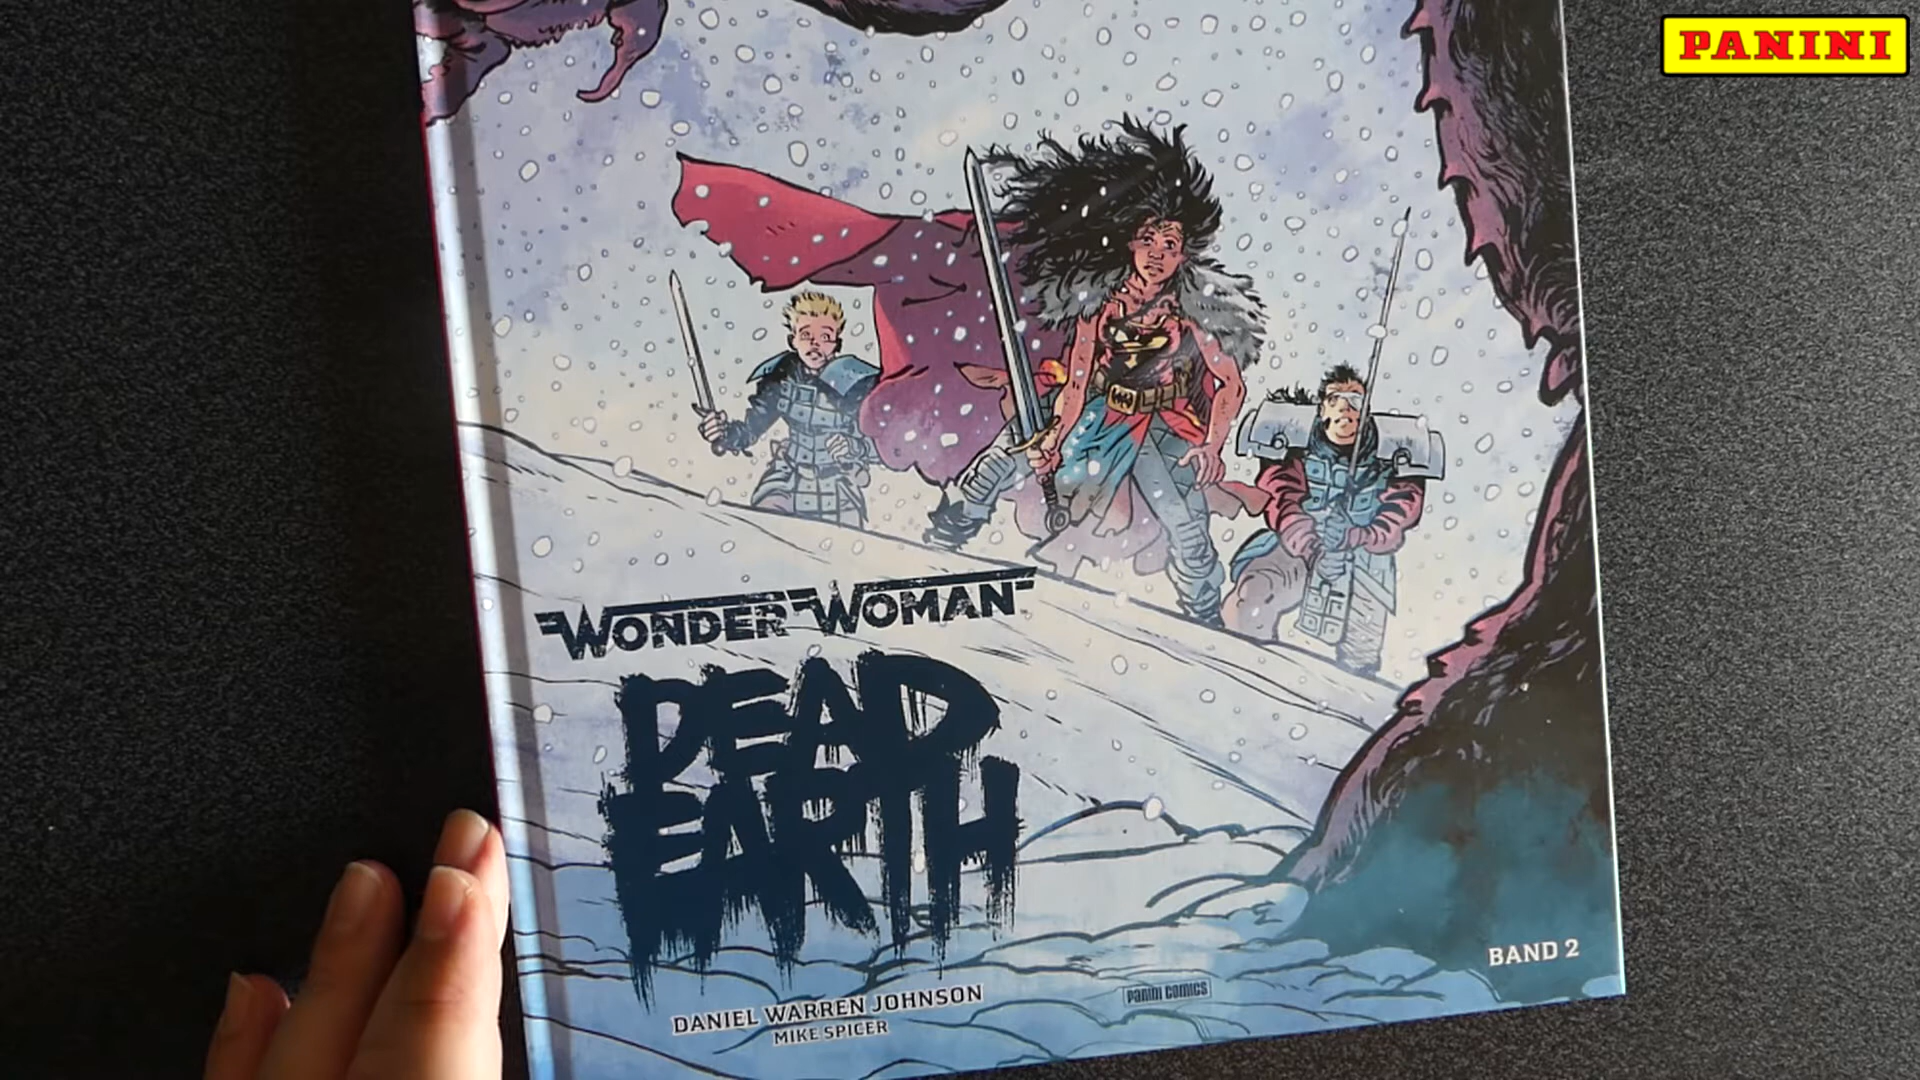 PANINI
WONDER WOMAN
DEAD
EARTH
BAND 2
DANIEL WARREN JOHNSON
MIKE SPICER
PANINI COMICS